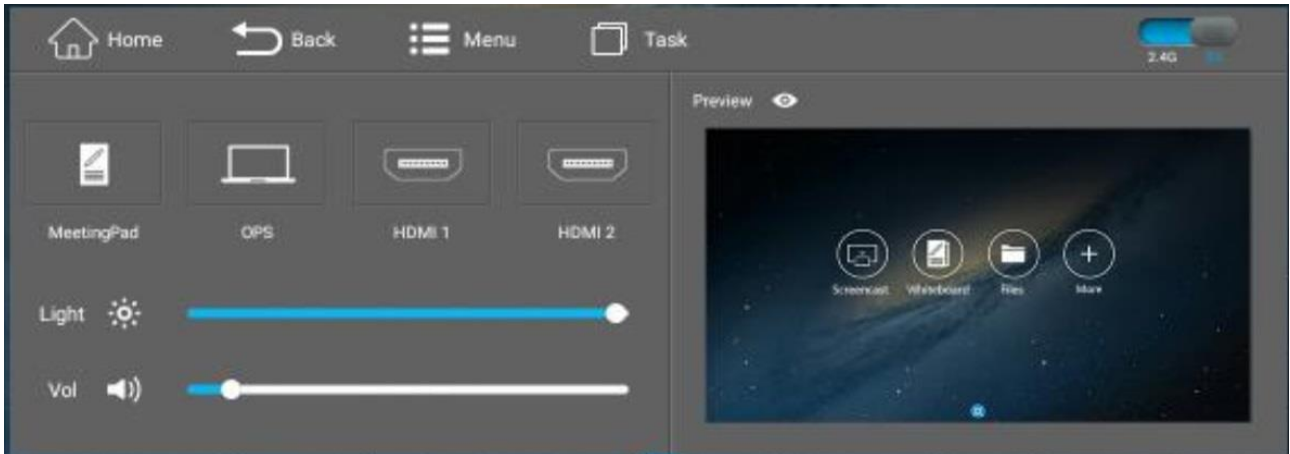 Home Back Menu Task
2.4G
Preview
MeetingPad OPS HDMI 1 HDMI 2
Light
Vol
Screencast Whiteboard Files More